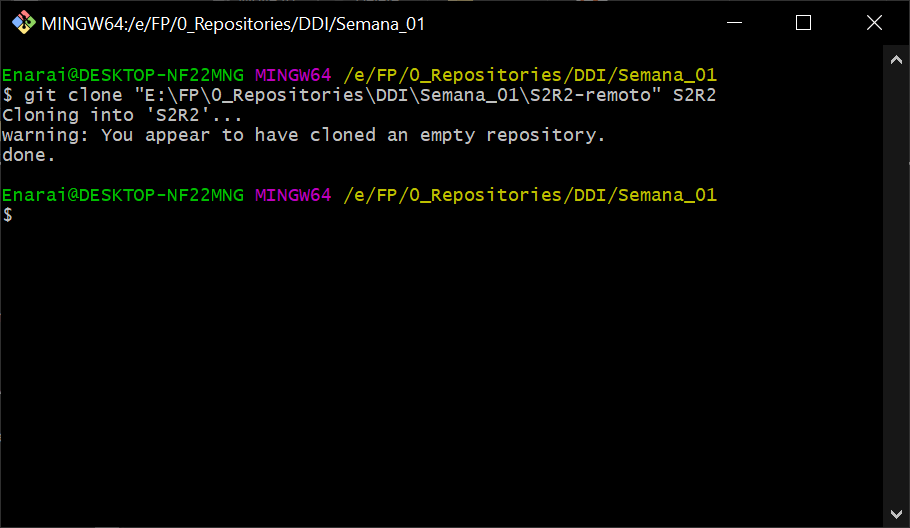 MINGW64:/e/FP/0_Repositories/DDI/Semana_01
Enarai@DESKTOP-NF22MNG MINGW64 /e/FP/0_Repositories/DDI/Semana_01
$ git clone "E:\FP\0_Repositories\DDI\Semana_01\S2R2-remoto" S2R2
Cloning into 'S2R2'...
warning: You appear to have cloned an empty repository.
done.
Enarai@DESKTOP-NF22MNG MINGW64 /e/FP/0_Repositories/DDI/Semana_01
$